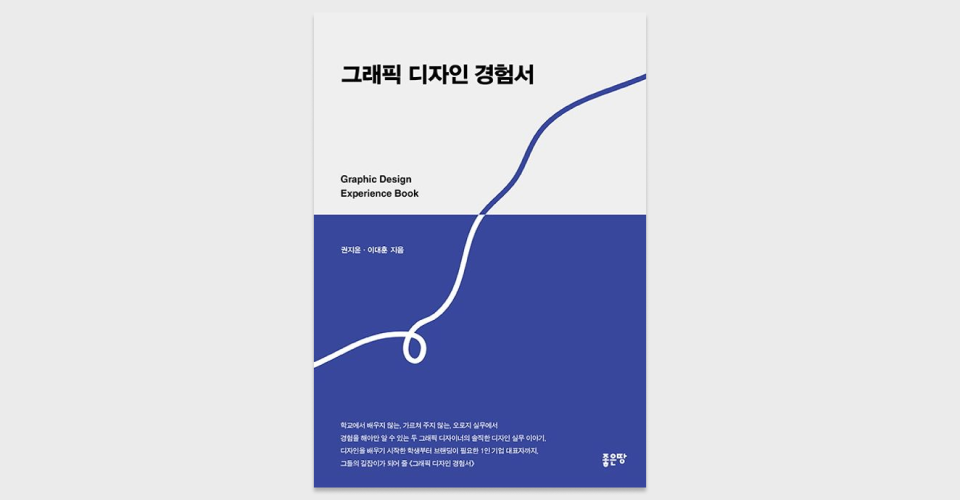 그래픽 디자인 경험서
Graphic Design
Experience Book
권지윤 · 이대훈 지음
학교에서 배우지 않는, 가르쳐 주지 않는, 오로지 실무에서
경험을 해야만 알 수 있는 두 그래픽 디자이너의 솔직한 디자인 실무 이야기,
디자인을 배우기 시작한 학생부터 브랜딩이 필요한 1인 기업 대표자까지,
그들의 길잡이가 되어 줄 <그래픽 디자인 경험서>
좋은땅